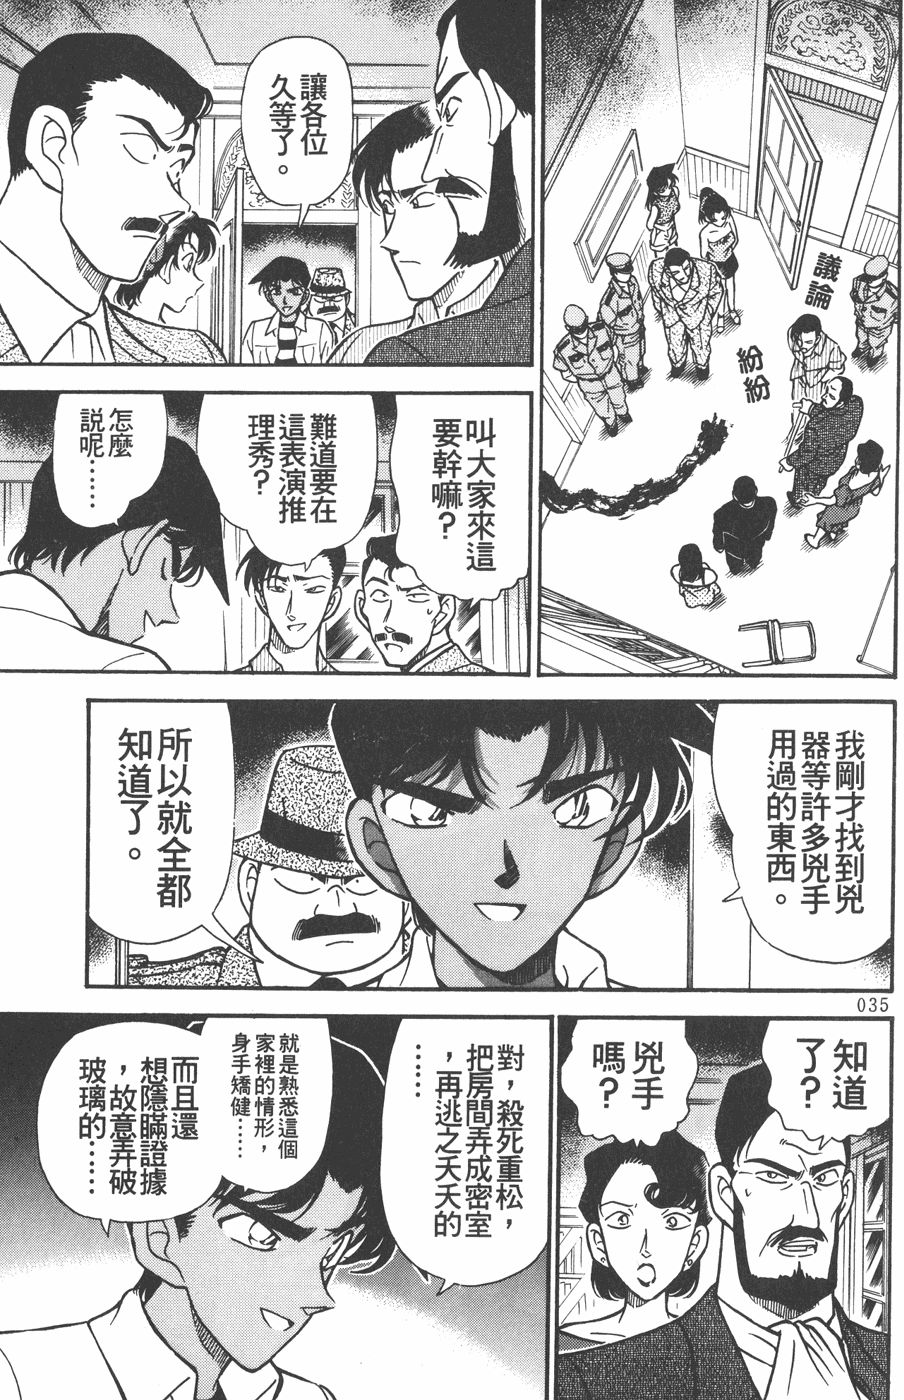 議論
紛紛
讓各位
久等了。
叫大家來這
要幹嘛？
難道要在
這表演推
理秀？
怎麼
説呢……
我剛才找到兇
器等許多兇手
用過的東西。
所以就全都
知道了。
035
知道
了？
兇手
嗎？
對，殺死重松，
把房間弄成密室
，再逃之夭夭的
……
就是熟悉這個
家裡的情形，
身手矯健……
而且還
想隱瞞證據
，故意弄破
玻璃的……